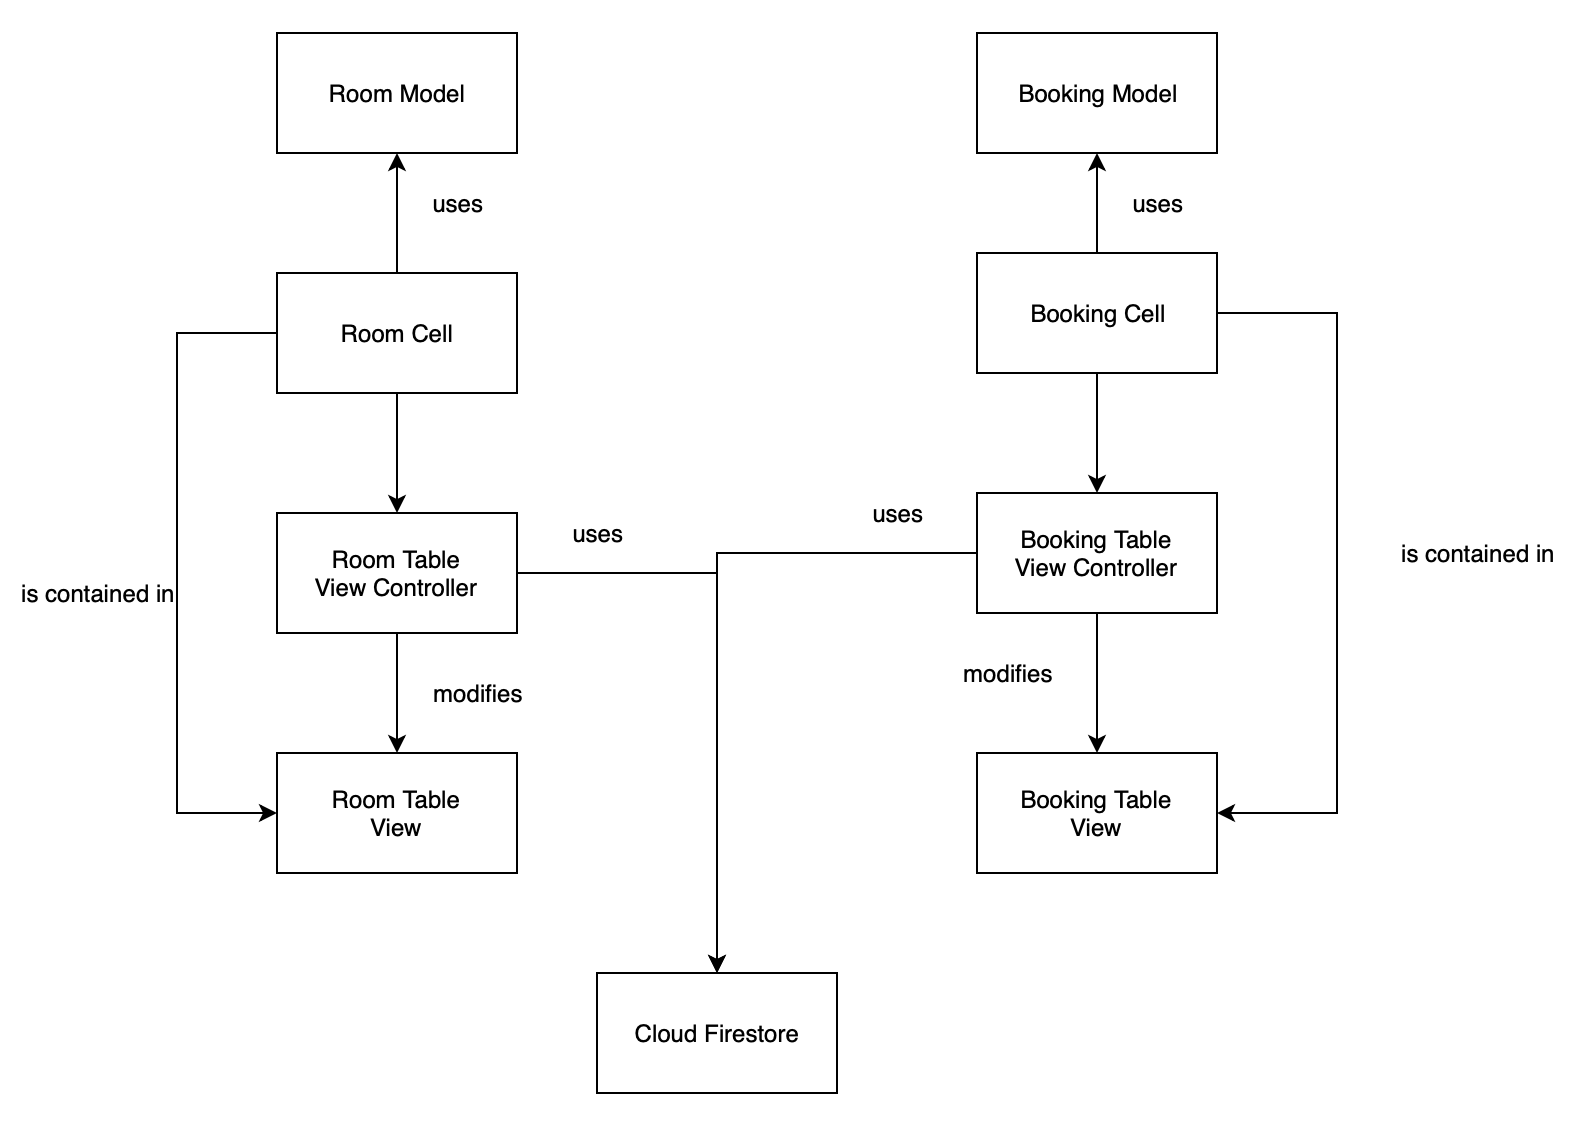 Room Model
Booking Model
uses
uses
Room Cell
Booking Cell
uses
uses
Room Table
View Controller
Booking Table
View Controller
is contained in
is contained in
modifies
modifies
Room Table
View
Booking Table
View
Cloud Firestore